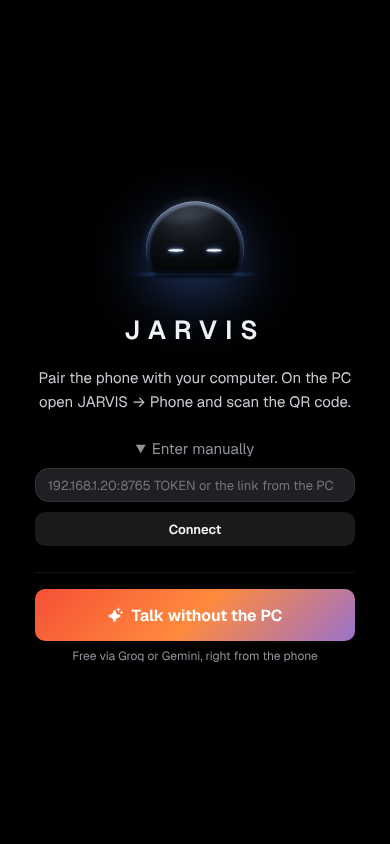 JARVIS
Pair the phone with your computer. On the PC
open JARVIS → Phone and scan the QR code.
▼ Enter manually
192.168.1.20:8765 TOKEN or the link from the PC
Connect
Talk without the PC
Free via Groq or Gemini, right from the phone